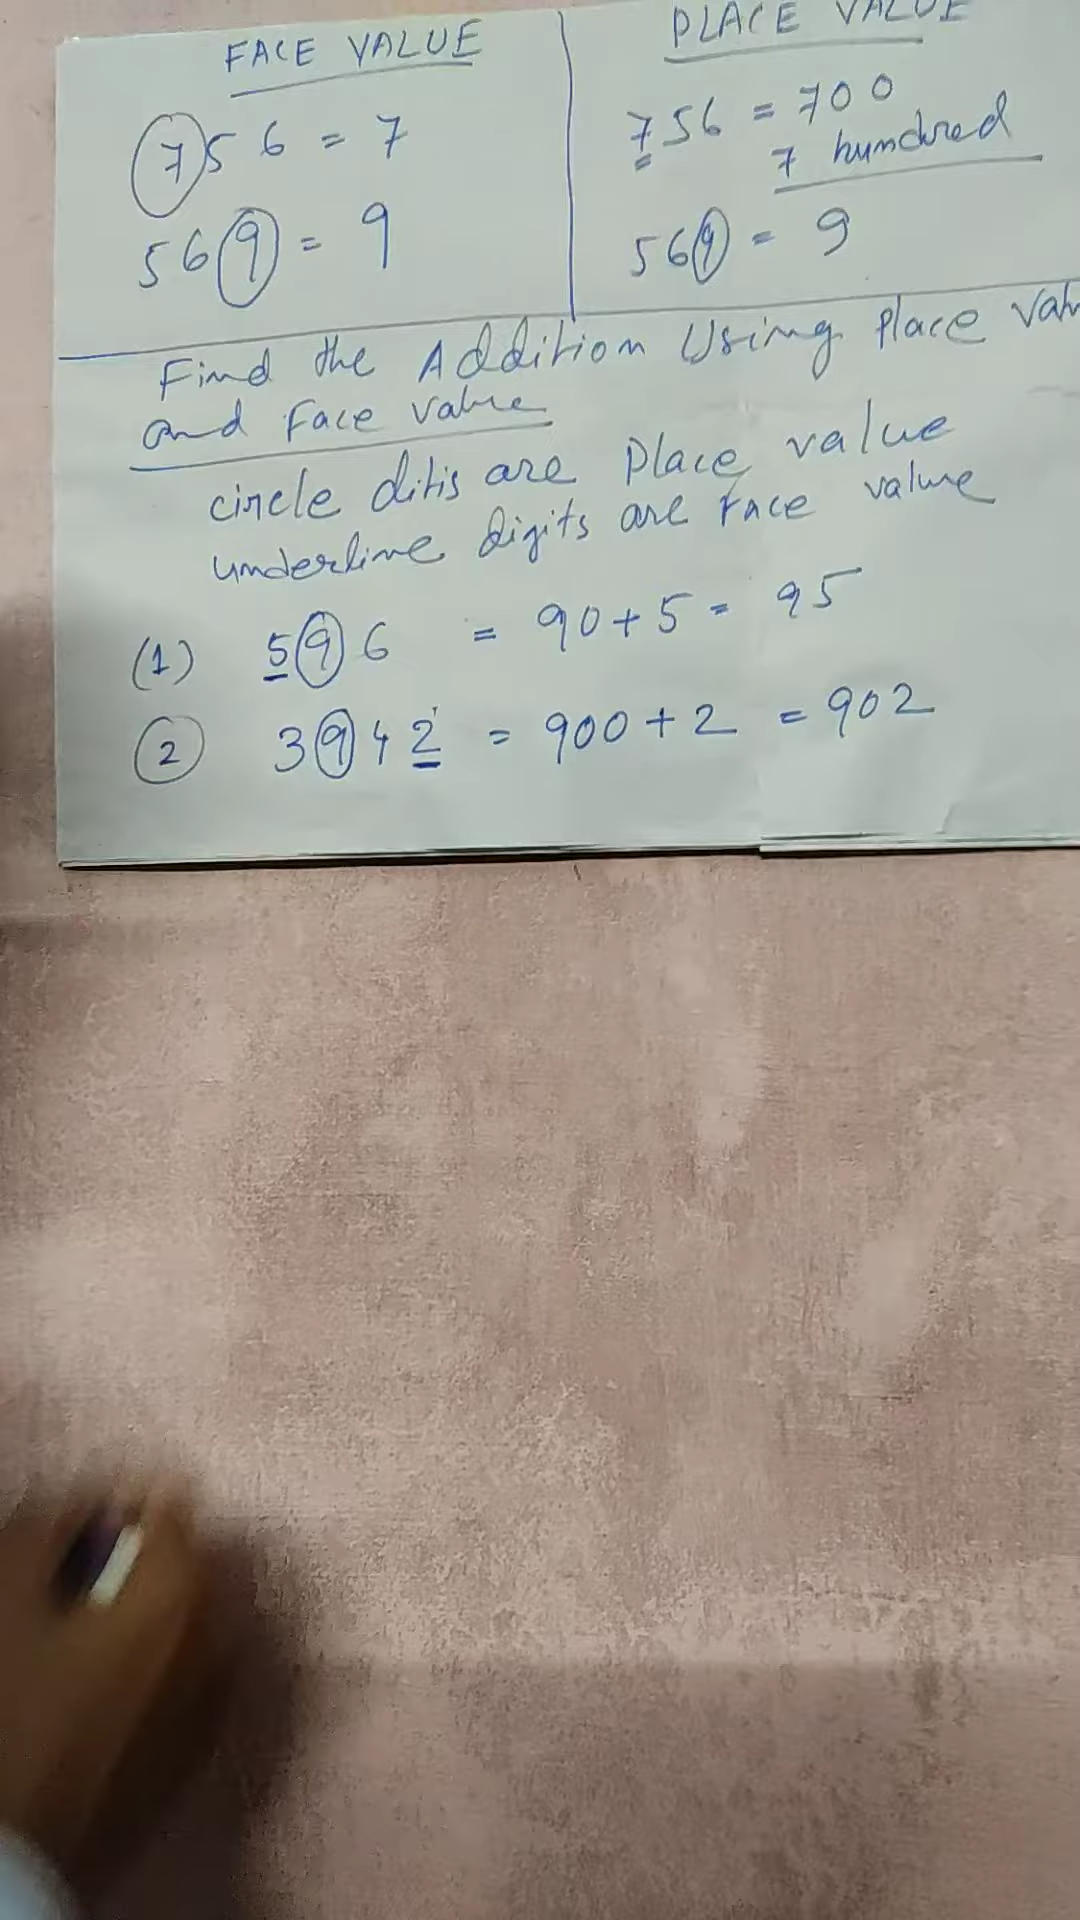 FACE VALUE
756 = 7
569 = 9
PLACE VALUE
756 = 700
7 hundred
569 = 9
Find the Addition Using Place
and Face value
circle ditis are Place value
underline digits are Face value
(1) 596 = 90+5 = 95
2 3942 = 900+2 = 902